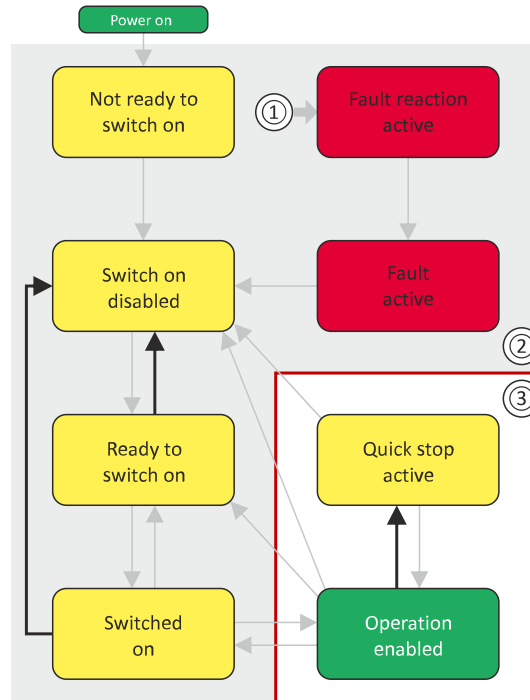 Power on
Not ready to
switch on
1
Fault reaction
active
Switch on
disabled
Fault
active
2
3
Ready to
switch on
Quick stop
active
Switched
on
Operation
enabled